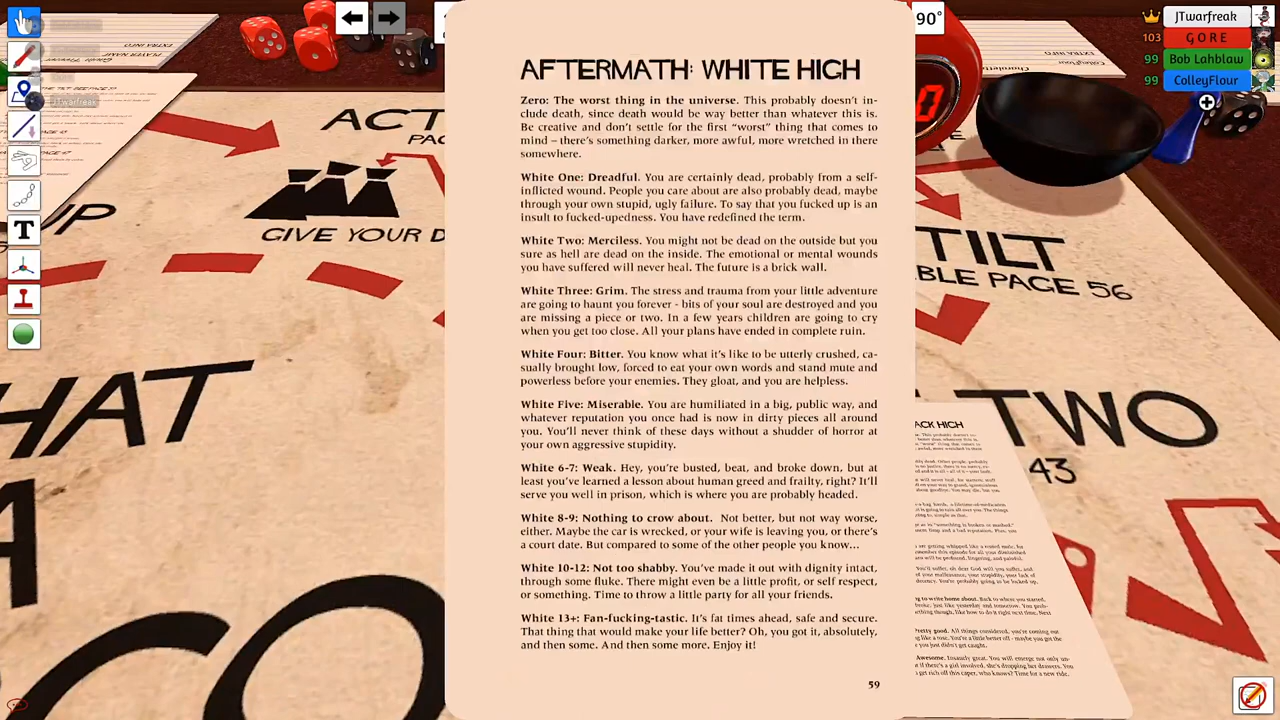 90°
JTwarfreak
103 G O R E
99 Bob Lahblaw
99 ColleyFlour
PLAYER NAME
EXTRA INFO
JTwarfreak
T
ACT
GIVE YOUR D
UP
HAT
CO
TILT
BLE PAGE 56
TWO
43
AFTERMATH: WHITE HIGH
Zero: The worst thing in the universe. This probably doesn't in-
clude death, since death would be way better than whatever this is.
Be creative and don't settle for the first "worst" thing that comes to
mind – there's something darker, more awful, more wretched in there
somewhere.
White One: Dreadful. You are certainly dead, probably from a self-
inflicted wound. People you care about are also probably dead, maybe
through your own stupid, ugly failure. To say that you fucked up is an
insult to fucked-upedness. You have redefined the term.
White Two: Merciless. You might not be dead on the outside but you
sure as hell are dead on the inside. The emotional or mental wounds
you have suffered will never heal. The future is a brick wall.
White Three: Grim. The stress and trauma from your little adventure
are going to haunt you forever - bits of your soul are destroyed and you
are missing a piece or two. In a few years children are going to cry
when you get too close. All your plans have ended in complete ruin.
White Four: Bitter. You know what it's like to be utterly crushed, ca-
sually brought low, forced to eat your own words and stand mute and
powerless before your enemies. They gloat, and you are helpless.
White Five: Miserable. You are humiliated in a big, public way, and
whatever reputation you once had is now in dirty pieces all around
you. You'll never think of these days without a shudder of horror at
your own aggressive stupidity.
White 6-7: Weak. Hey, you're busted, beat, and broke down, but at
least you've learned a lesson about human greed and frailty, right? It'll
serve you well in prison, which is where you are probably headed.
White 8-9: Nothing to crow about. No better, but not way worse,
either. Maybe the car is wrecked, or your wife is leaving you, or there's
a court date. But compared to some of the other people you know...
White 10-12: Not too shabby. You've made it out with dignity intact,
through some fluke. There might even be a little profit, or self respect,
or something. Time to throw a little party for all your friends.
White 13+: Fan-fucking-tastic. It's fat times ahead, safe and secure.
That thing that would make your life better? Oh, you got it, absolutely,
and then some. And then some more. Enjoy it!
59
ACK HIGH